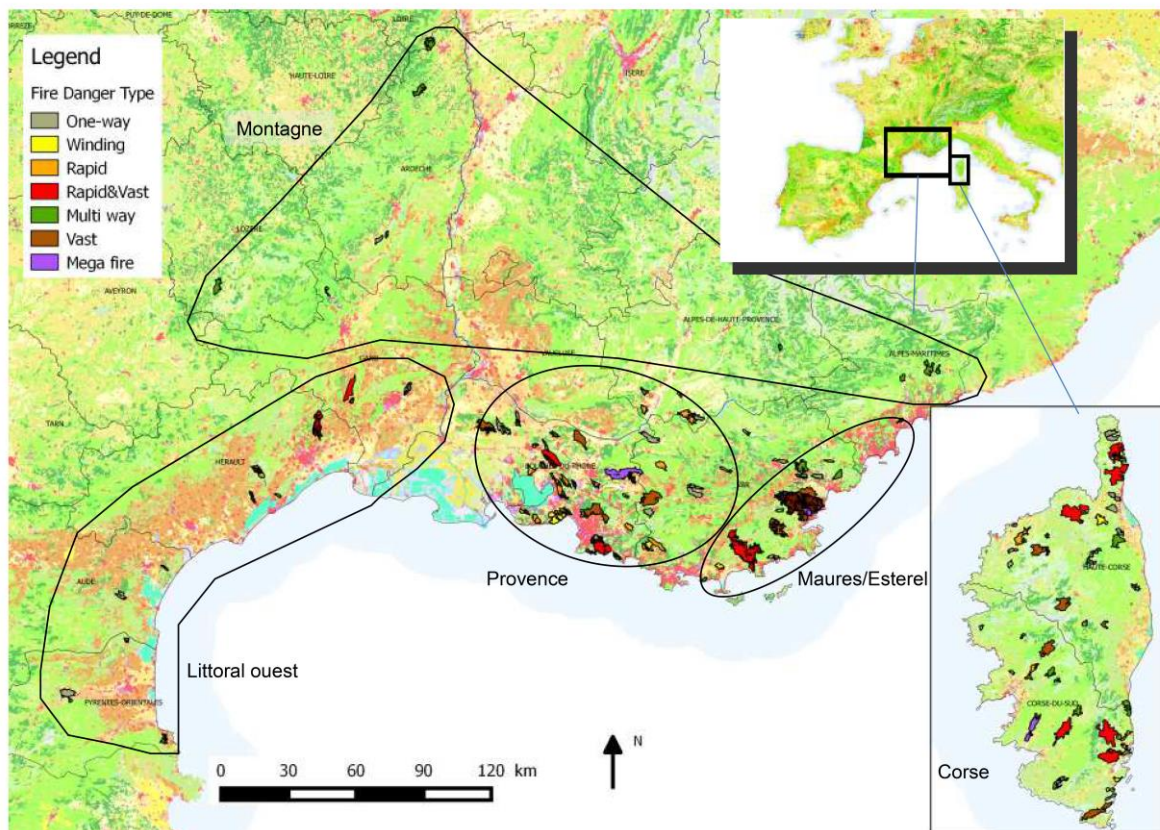 PUY-DE-DOME
LOIRE
Legend
Fire Danger Type
One-way
Winding
Rapid
Rapid&Vast
Multi way
Vast
Mega fire
HAUTE-LOIRE
ISERE
Montagne
ARDECHE
LOZERE
AVEYRON
ALPES-DE-HAUTE-PROVENCE
GARD
VAUCLUSE
ALPES-MARITIMES
TARN
HERAULT
BOUCHES-DU-RHONE
VAR
Provence
Maures/Esterel
AUDE
Littoral ouest
PYRENEES-ORIENTALES
HAUTE-CORSE
CORSE-DU-SUD
Corse
N
0 30 60 90 120 km